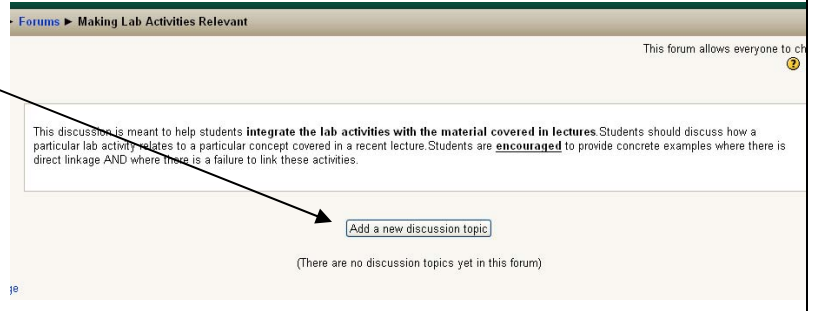 Forums ► Making Lab Activities Relevant
This forum allows everyone to ch
This discussion is meant to help students integrate the lab activities with the material covered in lectures.Students should discuss how a
particular lab activity relates to a particular concept covered in a recent lecture.Students are encouraged to provide concrete examples where there is
direct linkage AND where there is a failure to link these activities.
Add a new discussion topic
(There are no discussion topics yet in this forum)
ge